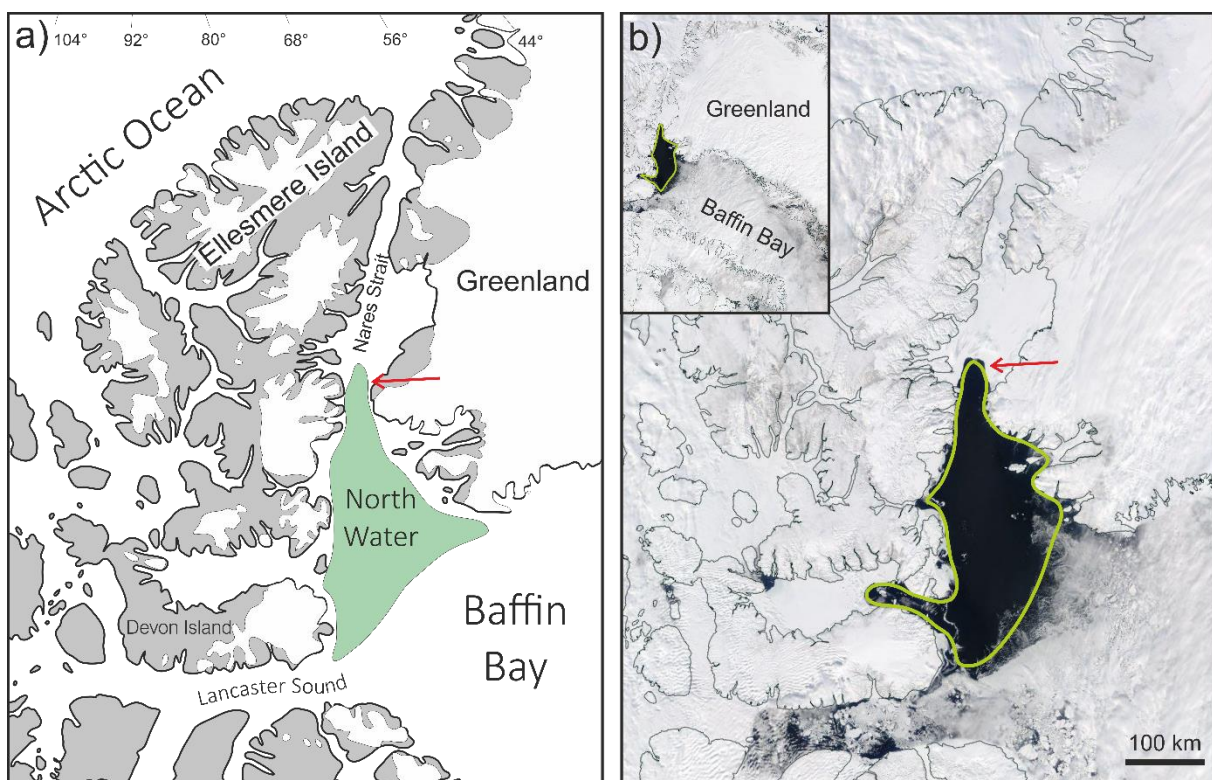 a)
104° 92° 80° 68° 56° 44°
Arctic Ocean
Ellesmere Island
Nares Strait
Greenland
North
Water
Devon Island
Baffin
Bay
Lancaster Sound
b)
Greenland
Baffin Bay
100 km